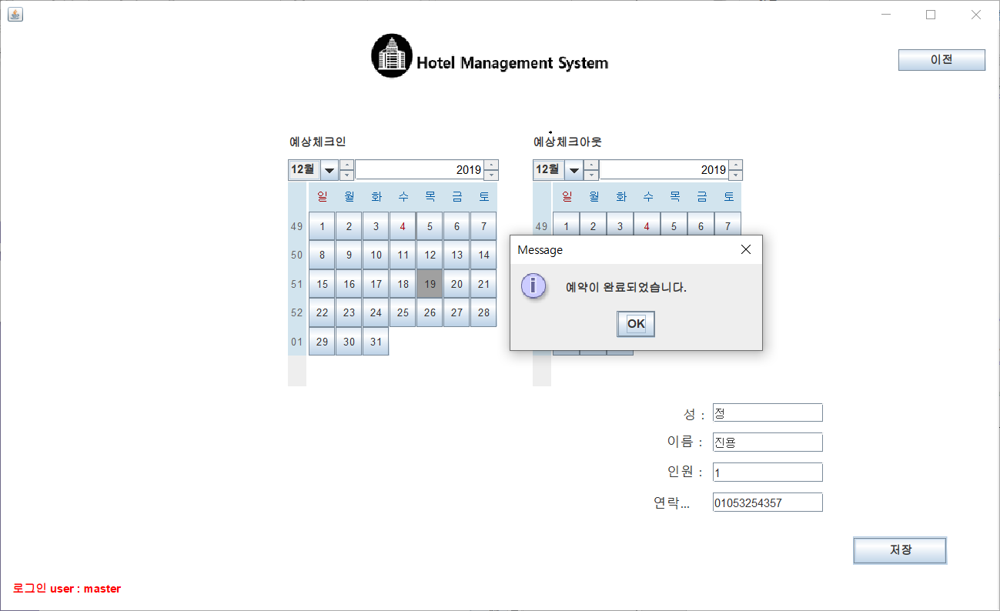 Hotel Management System
이전
예상체크인
예상체크아웃
12월 2019
12월 2019
일 월 화 수 목 금 토
일 월 화 수 목 금 토
49 1 2 3 4 5 6 7
49 1 2 3 4 5 6 7
50 8 9 10 11 12 13 14
51 15 16 17 18 19 20 21
52 22 23 24 25 26 27 28
01 29 30 31
Message
예약이 완료되었습니다.
OK
성 : 정
이름 : 진용
인원 : 1
연락... 01053254357
저장
로그인 user : master